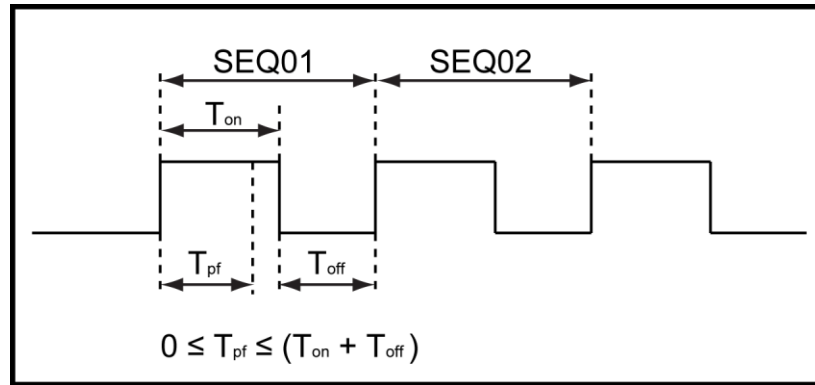 SEQ01 SEQ02
Ton
Tpf Toff
0 ≤ Tpf ≤ (Ton + Toff)